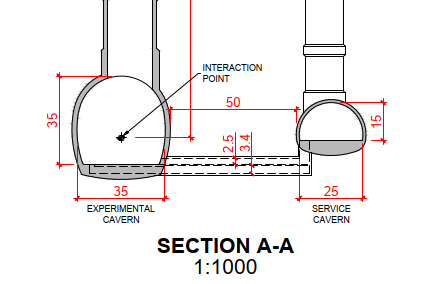 INTERACTION
POINT
35
50
15
2.5
3.4
35
25
EXPERIMENTAL
CAVERN
SERVICE
CAVERN
SECTION A-A
1:1000